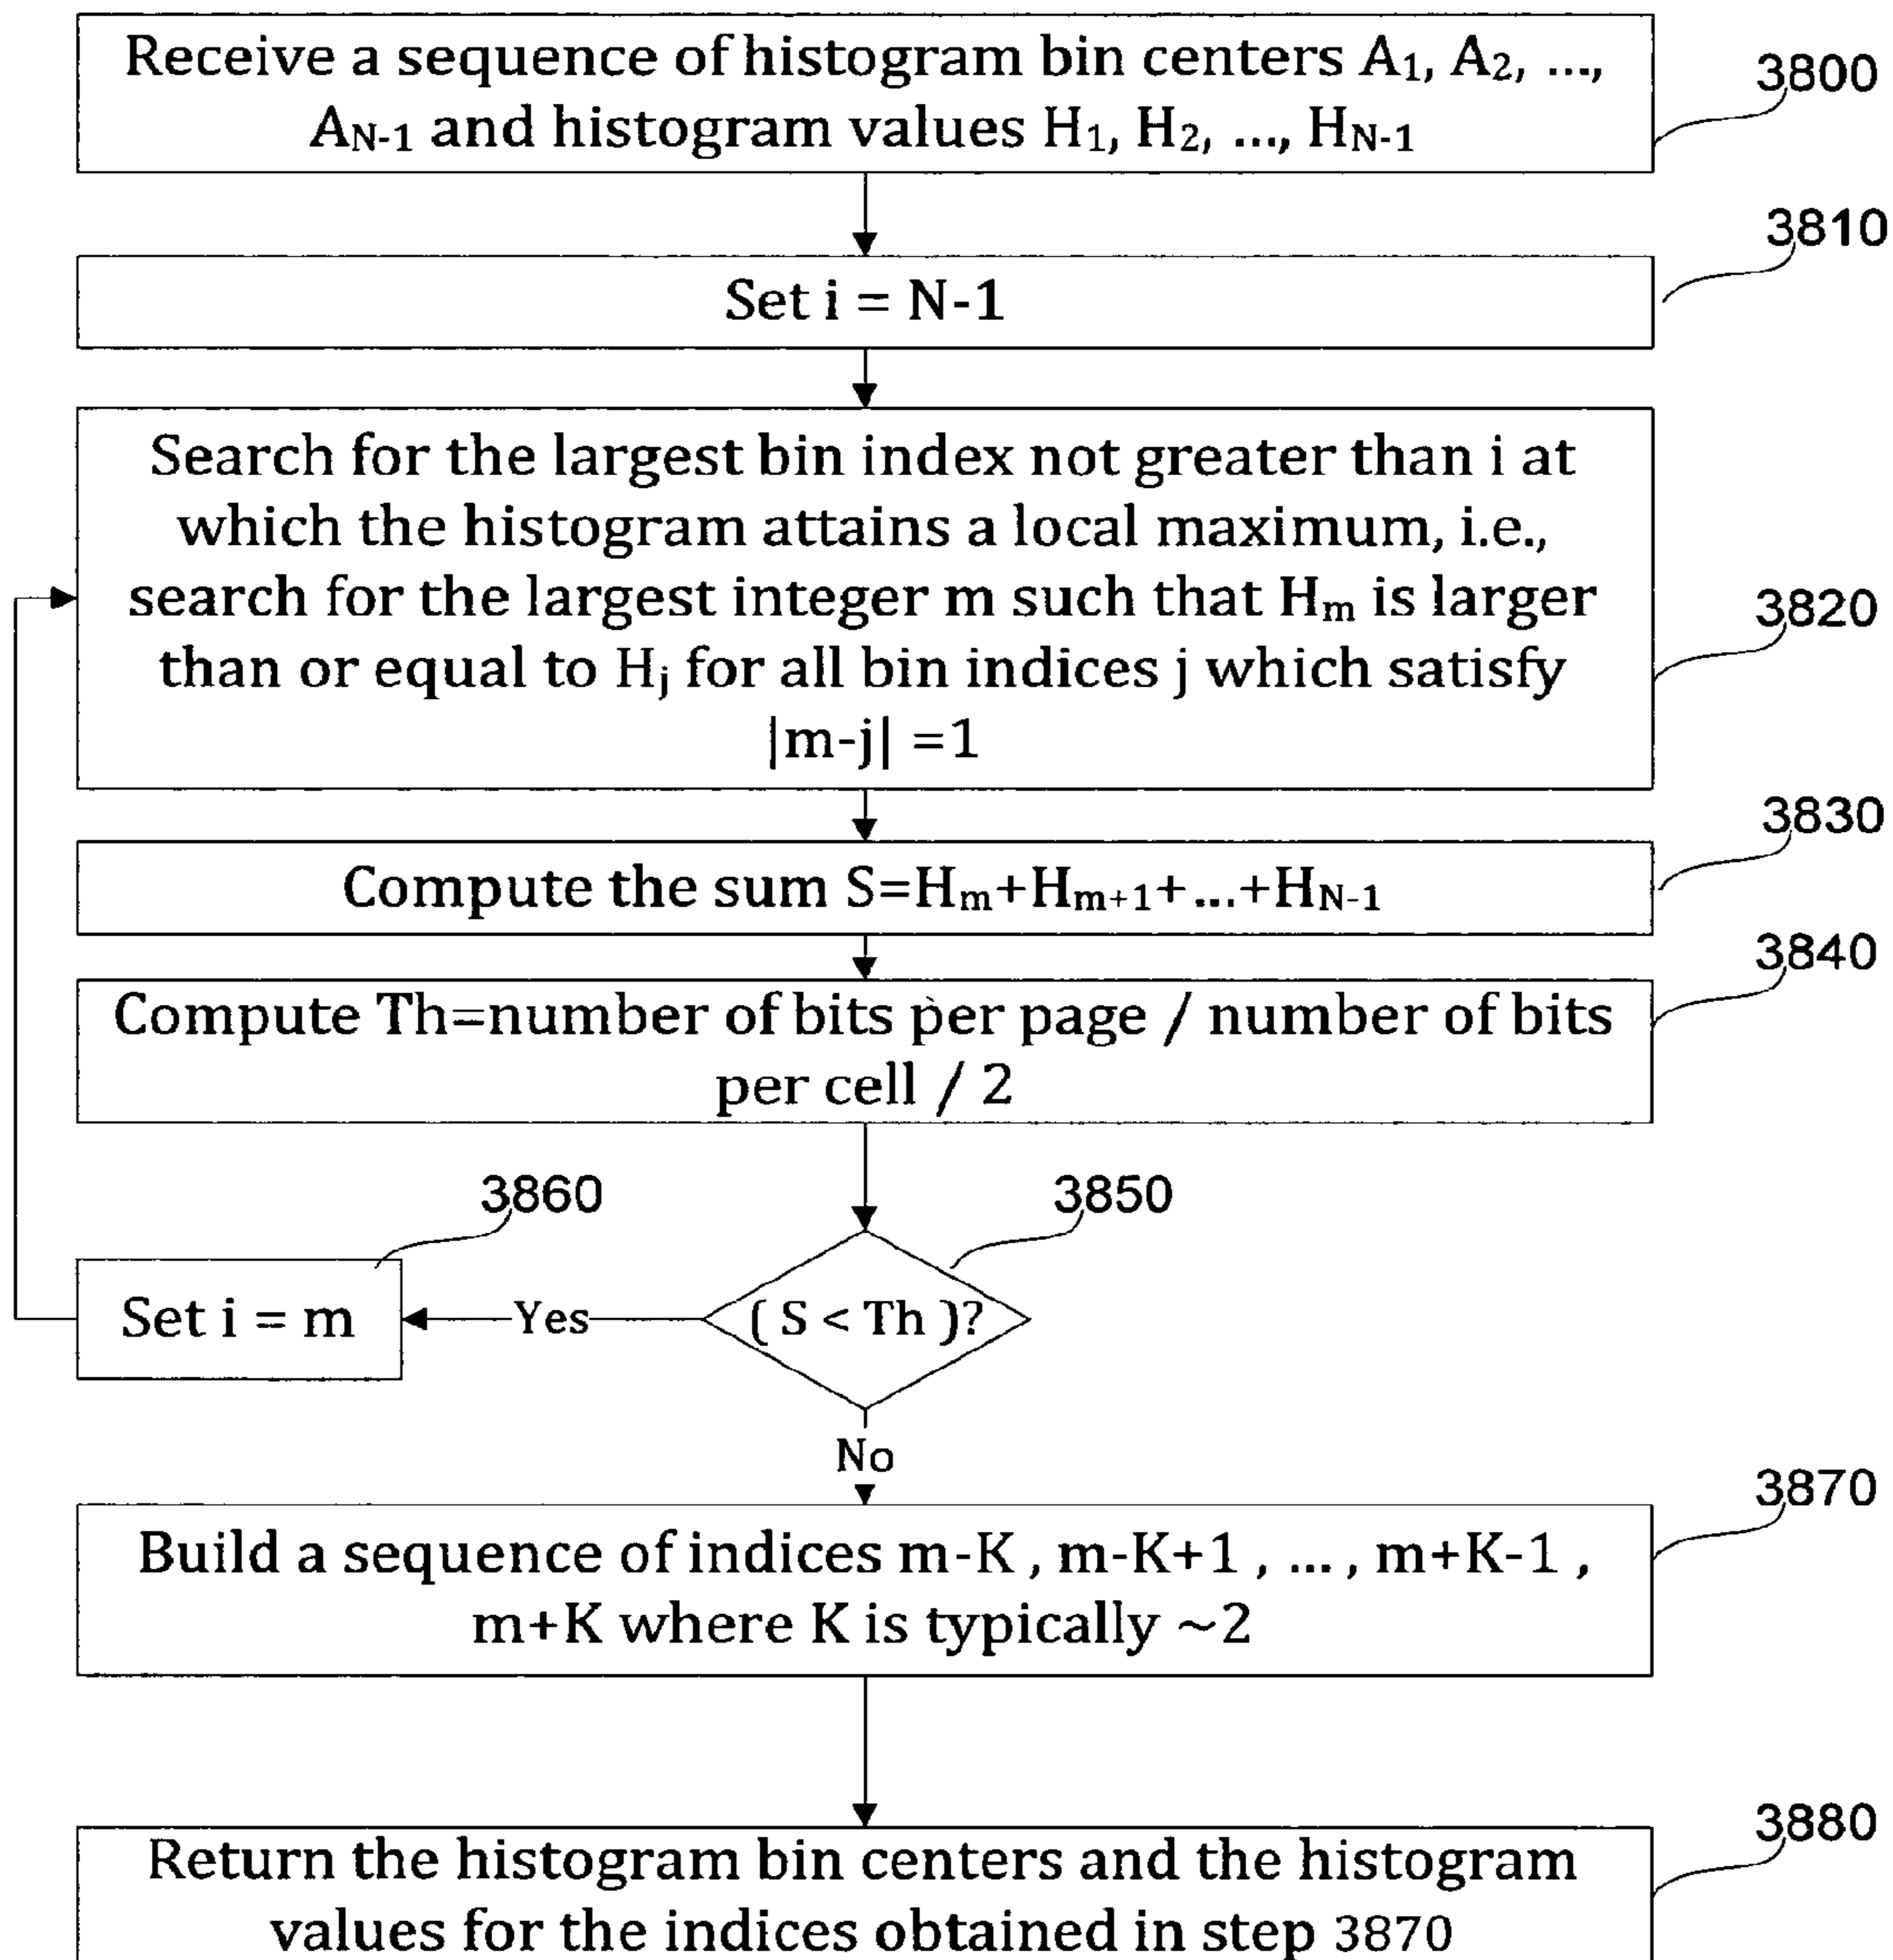 Receive a sequence of histogram bin centers A₁, A₂, ...,
A_N-1 and histogram values H₁, H₂, ..., H_N-1
3800
3810
Set i = N-1
Search for the largest bin index not greater than i at
which the histogram attains a local maximum, i.e.,
search for the largest integer m such that Hₘ is larger
than or equal to Hⱼ for all bin indices j which satisfy
|m-j| =1
3820
3830
Compute the sum S=Hₘ+Hₘ₊₁+...+H_N-1
3840
Compute Th=number of bits per page / number of bits
per cell / 2
3860
3850
Set i = m
Yes
( S < Th )?
No
3870
Build a sequence of indices m-K , m-K+1 , ... , m+K-1 ,
m+K where K is typically ~2
3880
Return the histogram bin centers and the histogram
values for the indices obtained in step 3870